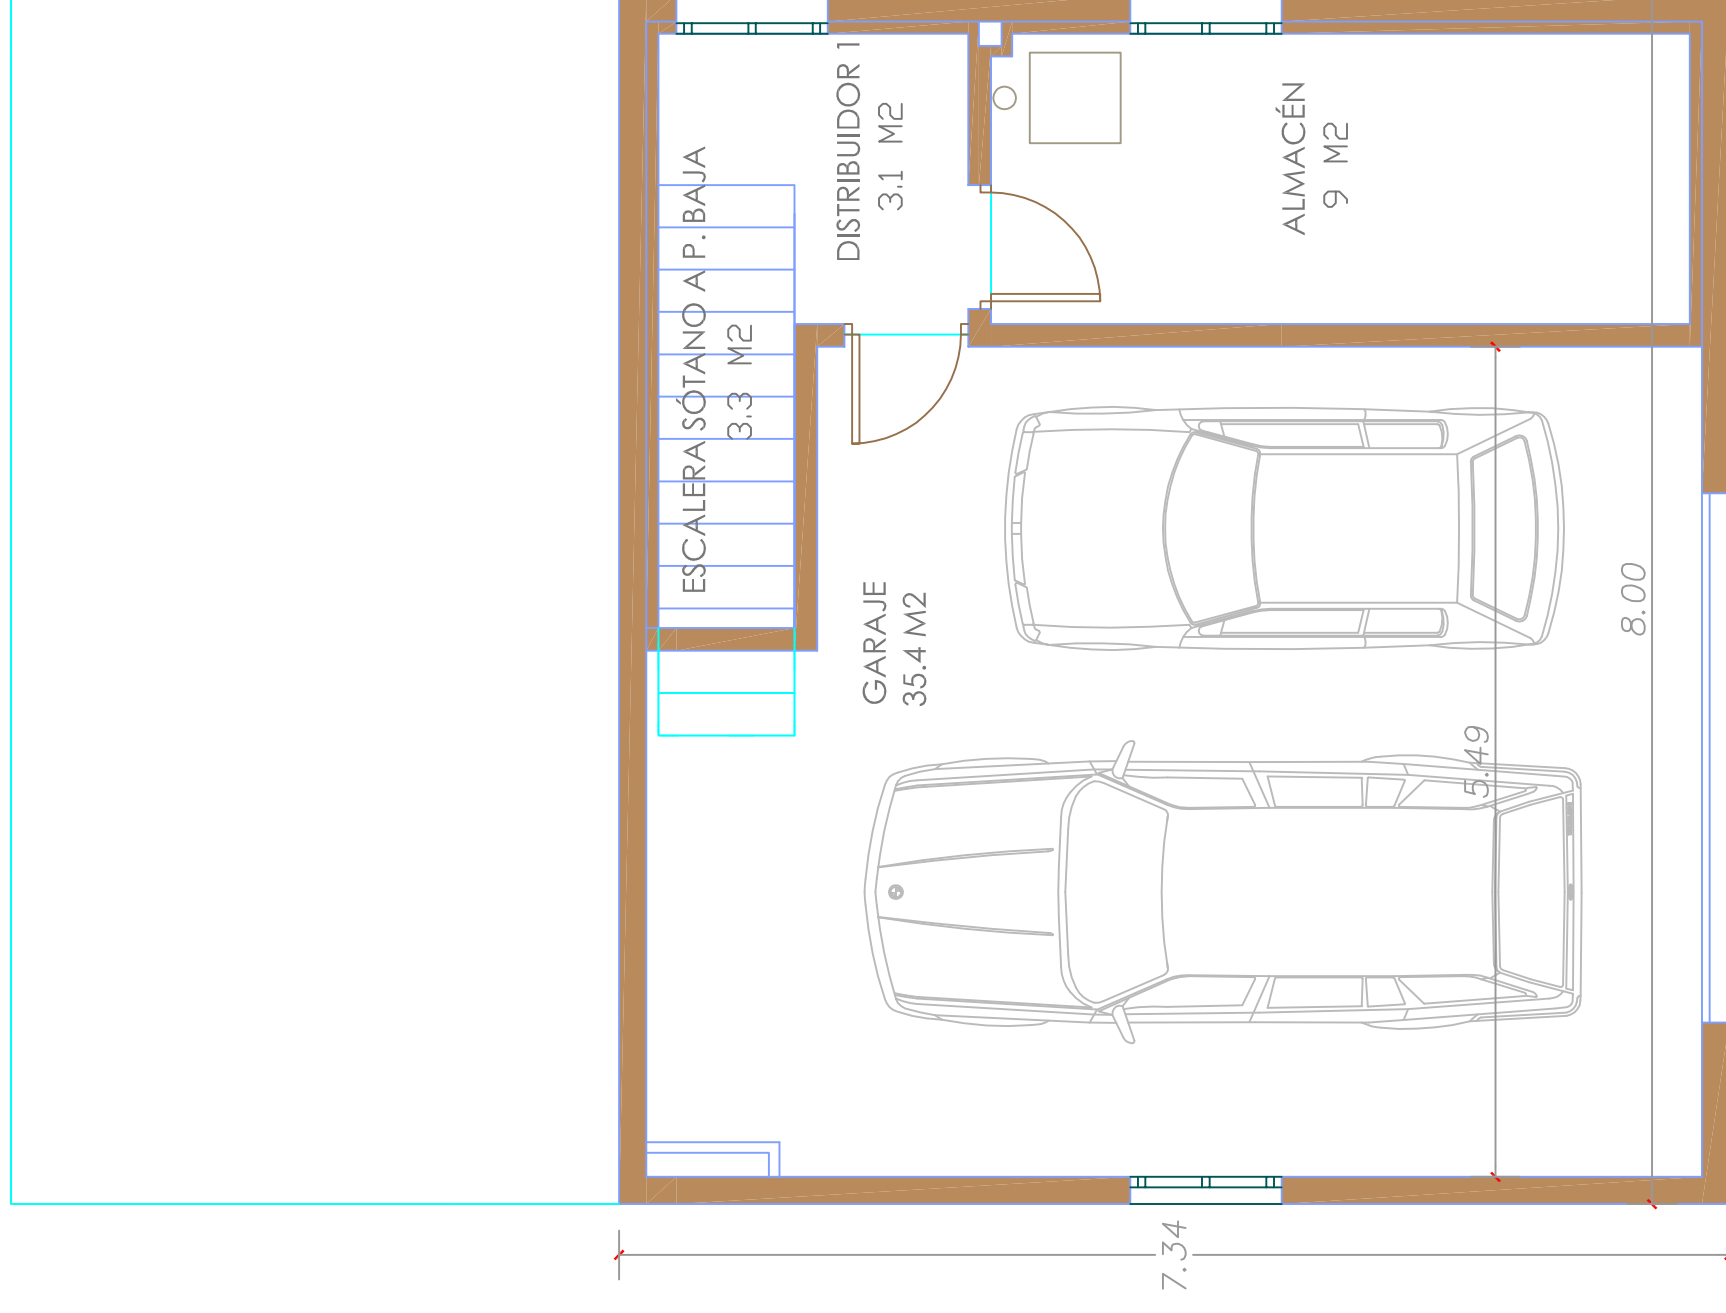 ESCALERA SÓTANO A P. BAJA
3.3 M2
DISTRIBUIDOR 1
3.1 M2
ALMACÉN
9 M2
GARAJE
35.4 M2
5.49
8.00
7.34